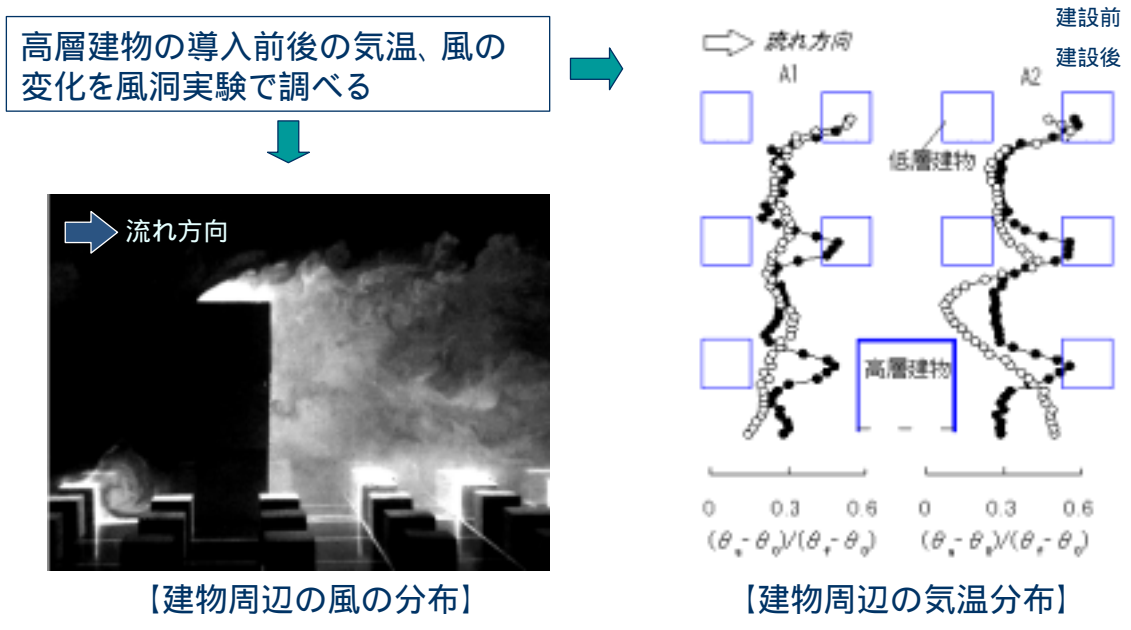 高層建物の導入前後の気温、風の
変化を風洞実験で調べる
流れ方向
【建物周辺の風の分布】
建設前
建設後
流れ方向
A1
A2
低層建物
高層建物
0 0.3 0.6
0 0.3 0.6
【建物周辺の気温分布】